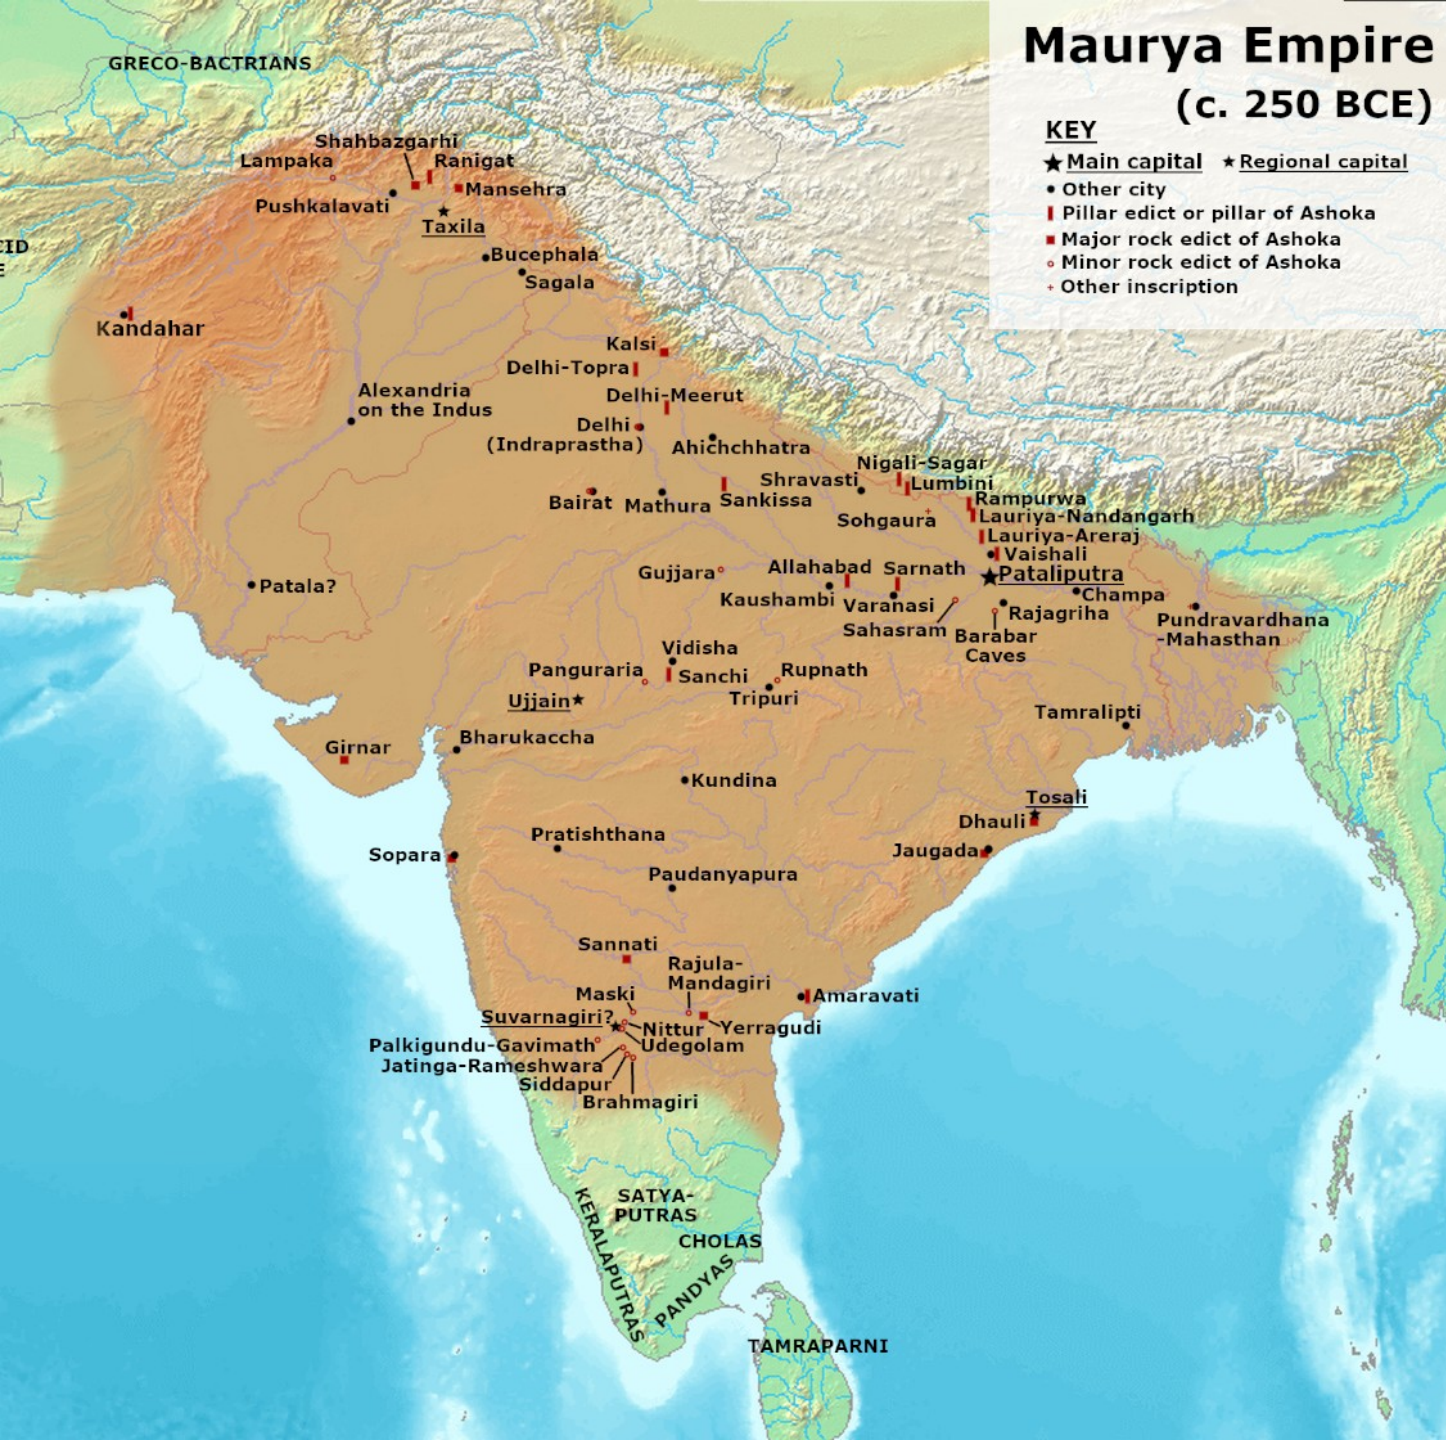 Maurya Empire
(c. 250 BCE)
KEY
Main capital
Regional capital
Other city
Pillar edict or pillar of Ashoka
Major rock edict of Ashoka
Minor rock edict of Ashoka
Other inscription
GRECO-BACTRIANS
Shahbazgarhi
Lampaka
Ranigat
Mansehra
Pushkalavati
Taxila
CID
E
Bucephala
Sagala
Kandahar
Kalsi
Delhi-Topra
Alexandria
on the Indus
Delhi-Meerut
Delhi
(Indraprastha)
Ahichchhatra
Nigali-Sagar
Shravasti
Lumbini
Bairat
Mathura
Sankissa
Rampurwa
Sohgaura
Lauriya-Nandangarh
Lauriya-Areraj
Vaishali
Gujjara
Allahabad
Sarnath
Pataliputra
Patala?
Kaushambi
Varanasi
Champa
Rajagriha
Sahasram
Barabar
Caves
Pundravardhana
-Mahasthan
Vidisha
Panguraria
Sanchi
Rupnath
Tripuri
Ujjain
Tamralipti
Girnar
Bharukaccha
Kundina
Tosali
Dhauli
Pratishthana
Sopara
Jaugada
Paudanyapura
Sannati
Rajula-
Mandagiri
Maski
Amaravati
Suvarnagiri?
Nittur
Yerragudi
Palkigundu-Gavimath
Udegolam
Jatinga-Rameshwara
Siddapur
Brahmagiri
SATYA-
PUTRAS
KERALAPUTRAS
CHOLAS
PANDYAS
TAMRAPARNI